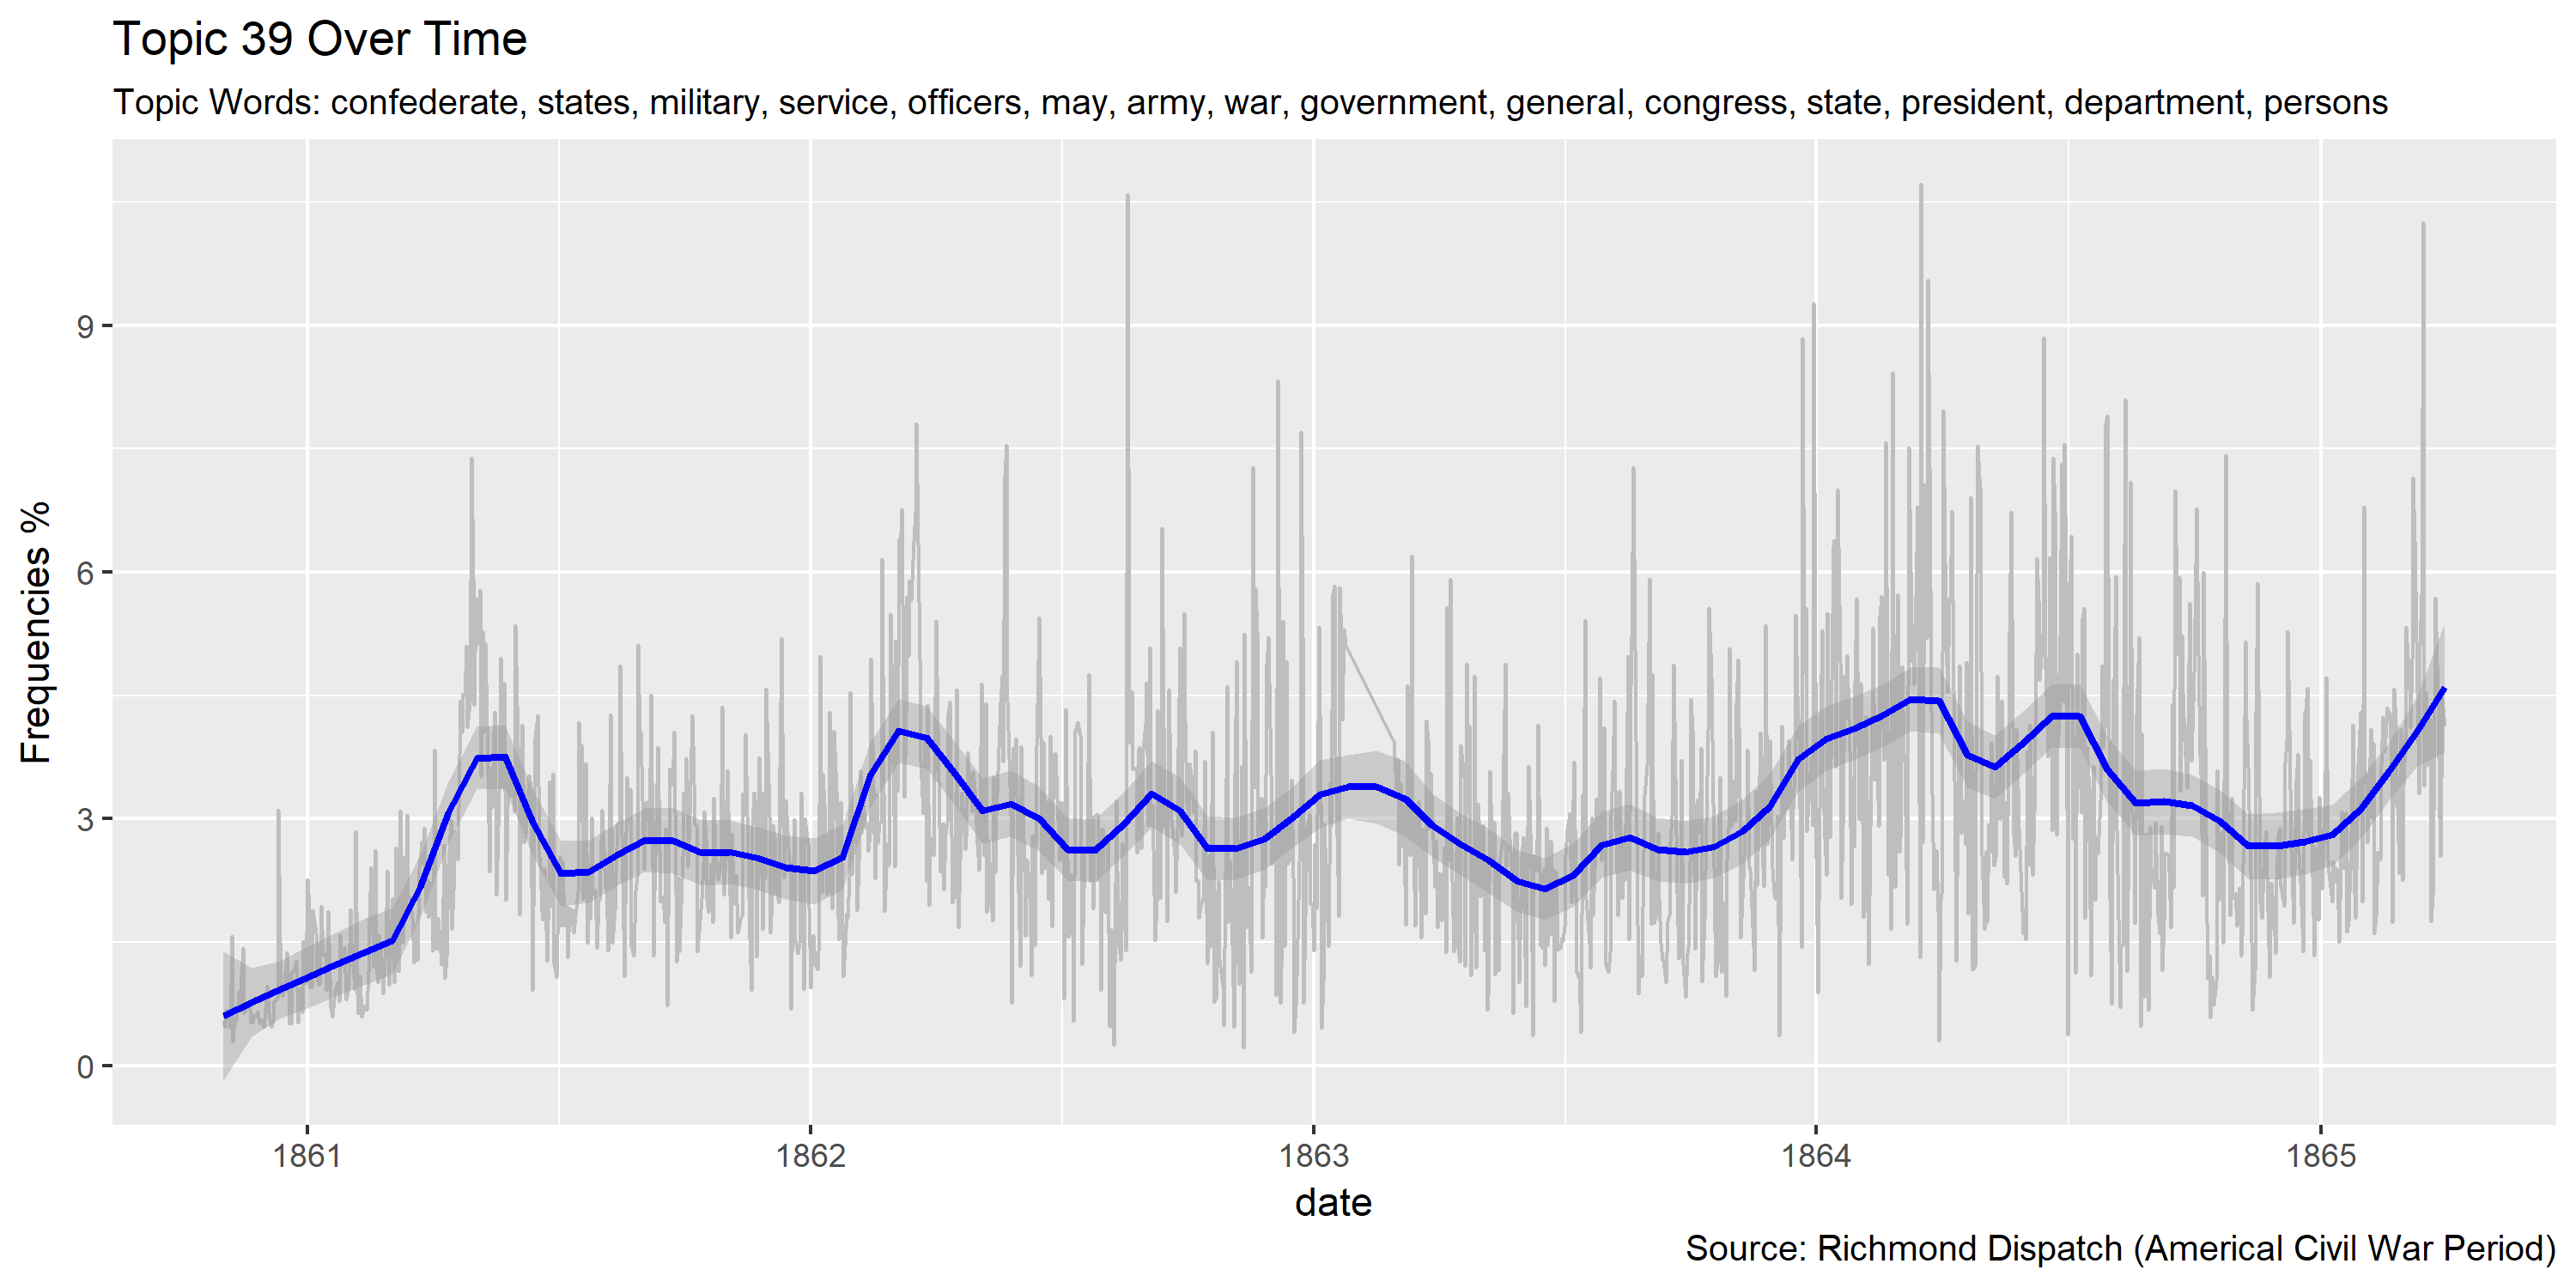 Topic 39 Over Time
Topic Words: confederate, states, military, service, officers, may, army, war, government, general, congress, state, president, department, persons
Frequencies %
9
6
3
0
1861
1862
1863
1864
1865
date
Source: Richmond Dispatch (Americal Civil War Period)